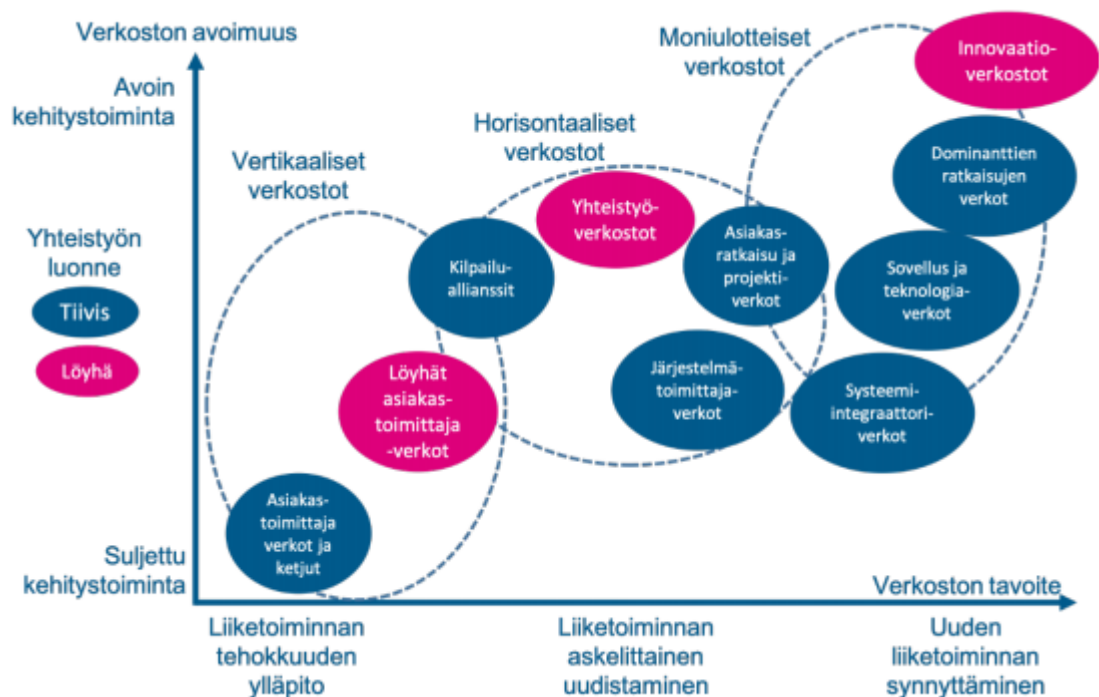 Verkoston avoimuus
Avoin
kehitystoiminta
Yhteistyön
luonne
Tiivis
Löyhä
Suljettu
kehitystoiminta
Vertikaaliset
verkostot
Horisontaaliset
verkostot
Moniulotteiset
verkostot
Innovaatio-
verkostot
Dominanttien
ratkaisujen
verkot
Yhteistyö-
verkostot
Asiakas-
ratkaisu ja
projekti-
verkot
Kilpailu-
allianssit
Sovellus ja
teknologia-
verkot
Löyhät
asiakas-
toimittaja
-verkot
Järjestelmä-
toimittaja-
verkot
Systeemi-
integraattori-
verkot
Asiakas-
toimittaja
verkot ja
ketjut
Verkoston tavoite
Liiketoiminnan
tehokkuuden
ylläpito
Liiketoiminnan
askelittainen
uudistaminen
Uuden
liiketoiminnan
synnyttäminen